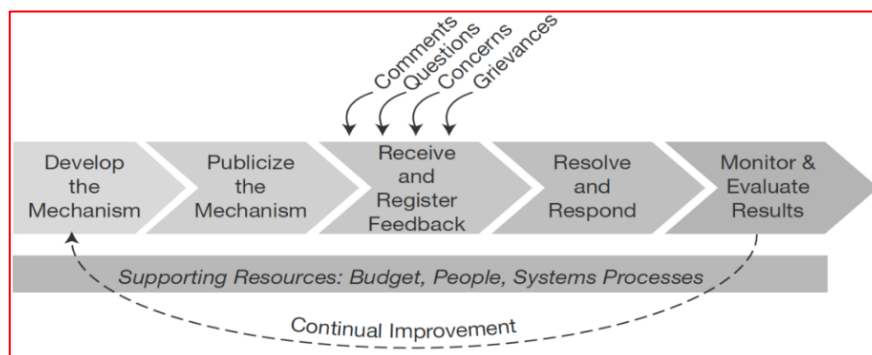 Comments
Questions
Concerns
Grievances
Develop
the
Mechanism
Publicize
the
Mechanism
Receive
and
Register
Feedback
Resolve
and
Respond
Monitor &
Evaluate
Results
Supporting Resources: Budget, People, Systems Processes
Continual Improvement